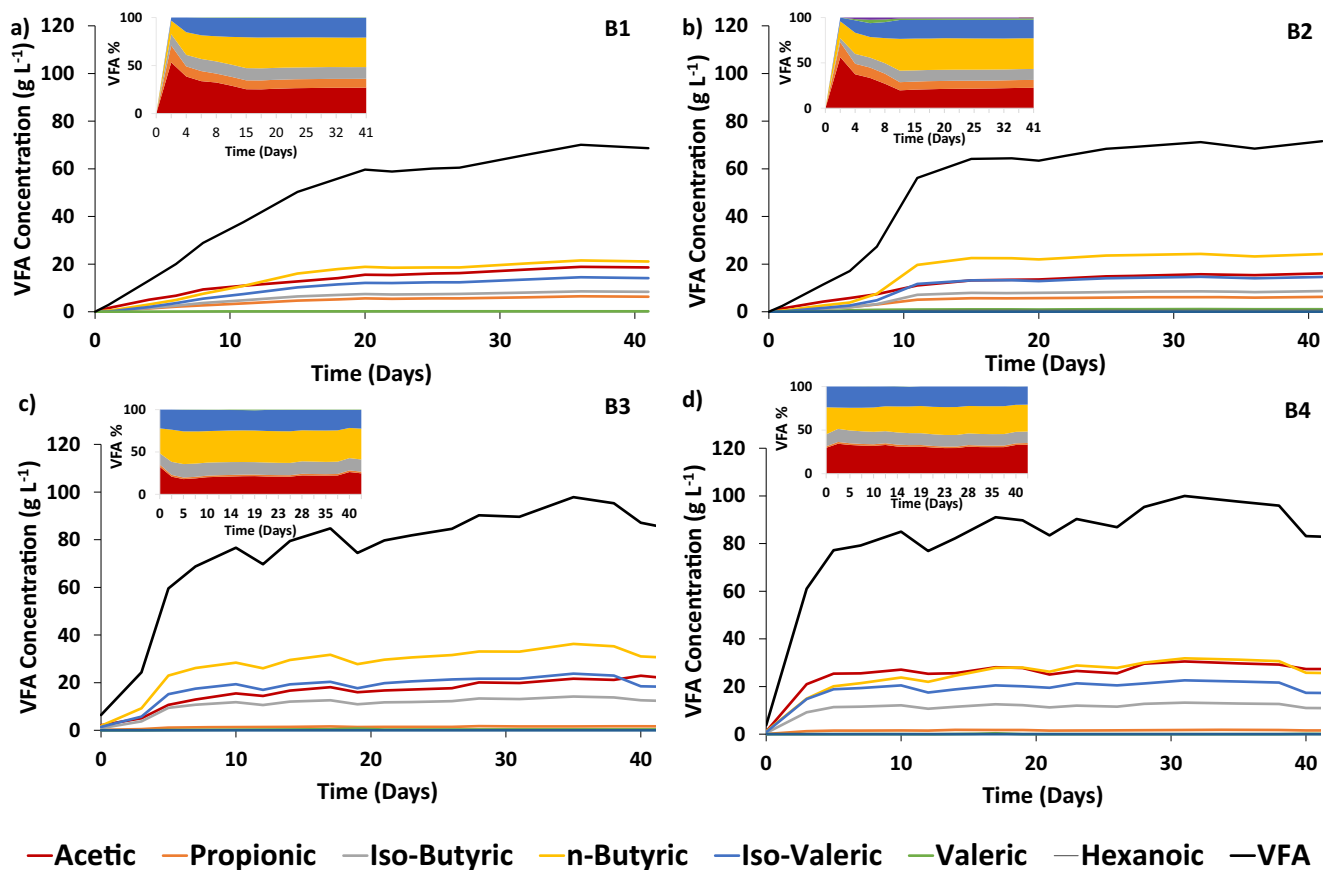 a)
B1
VFA Concentration (g L⁻¹)
120
100
80
60
40
20
0
0 10 20 30 40
Time (Days)
VFA %
100
50
0
0 4 8 12 15 20 25 32 41
Time (Days)
b)
B2
VFA Concentration (g L⁻¹)
120
100
80
60
40
20
0
0 10 20 30 40
Time (Days)
VFA %
100
50
0
0 4 8 12 15 20 25 32 41
Time (Days)
c)
B3
VFA Concentration (g L⁻¹)
120
100
80
60
40
20
0
0 10 20 30 40
Time (Days)
VFA %
100
50
0
0 5 10 14 19 23 28 35 40
Time (Days)
d)
B4
VFA Concentration (g L⁻¹)
120
100
80
60
40
20
0
0 10 20 30 40
Time (Days)
VFA %
100
50
0
0 5 10 14 19 23 28 35 40
Time (Days)
Acetic Propionic Iso-Butyric n-Butyric Iso-Valeric Valeric Hexanoic VFA